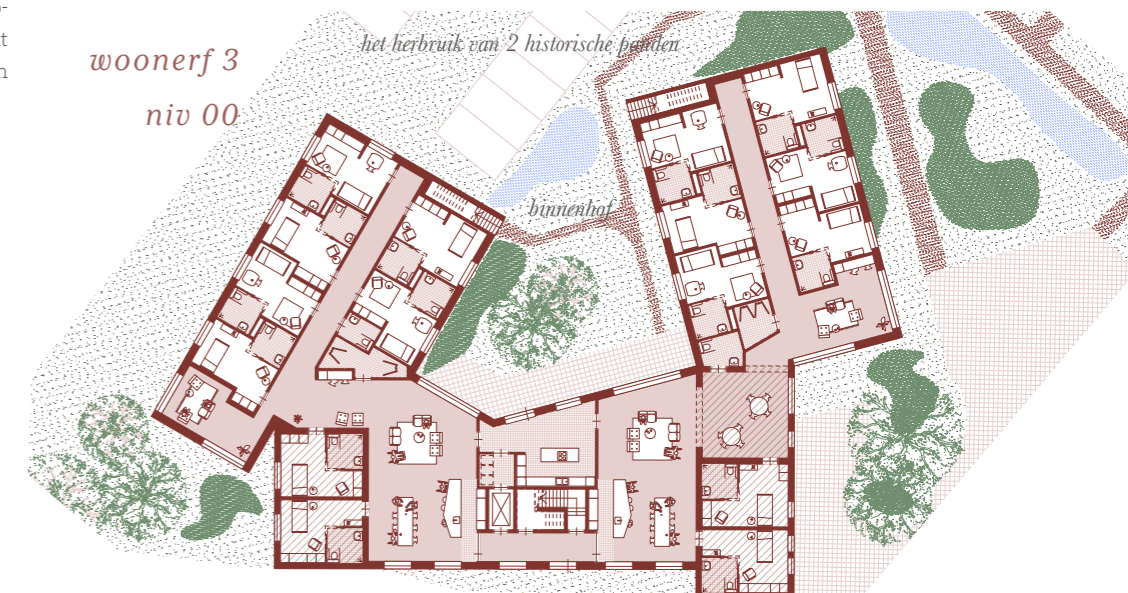 woonerf 3
niv 00
het herbruik van 2 historische panden
binnenhof